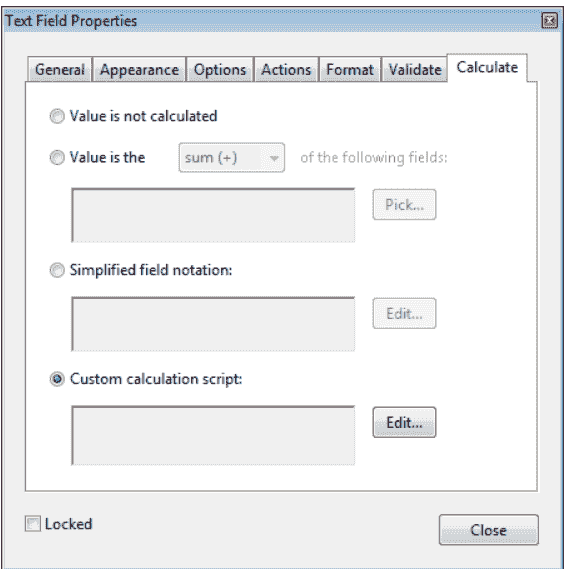 Text Field Properties
General Appearance Options Actions Format Validate Calculate
Value is not calculated
Value is the sum (+) of the following fields:
Pick...
Simplified field notation:
Edit...
Custom calculation script:
Edit...
Locked
Close